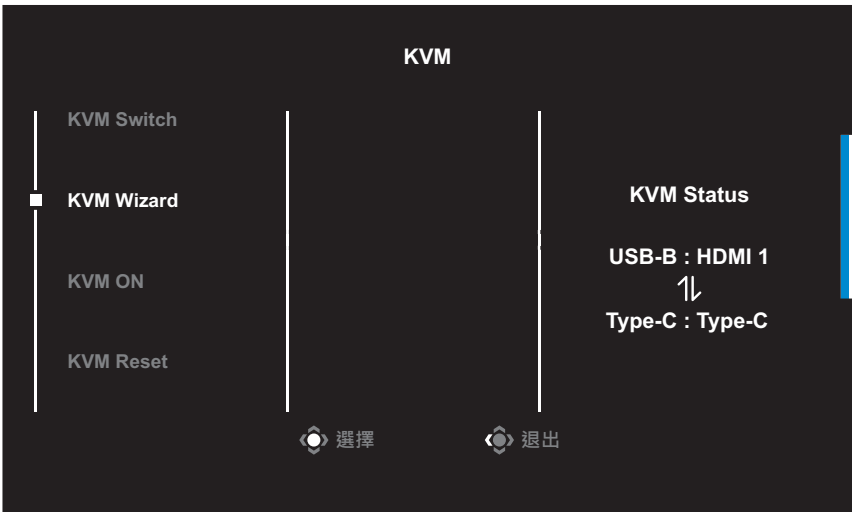 KVM
KVM Switch
KVM Wizard
KVM ON
KVM Reset
KVM Status
USB-B : HDMI 1
Type-C : Type-C
選擇
退出